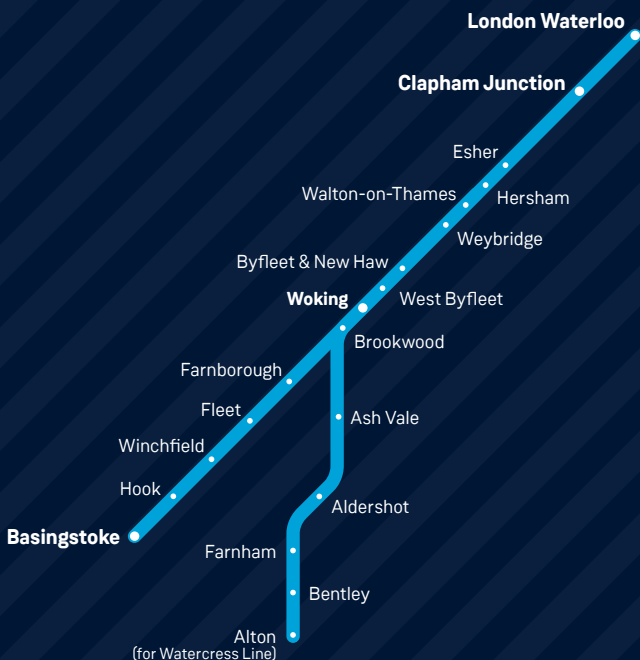 London Waterloo
Clapham Junction
Esher
Walton-on-Thames
Hersham
Weybridge
Byfleet & New Haw
Woking
West Byfleet
Brookwood
Farnborough
Fleet
Ash Vale
Winchfield
Hook
Aldershot
Basingstoke
Farnham
Bentley
Alton
(for Watercress Line)